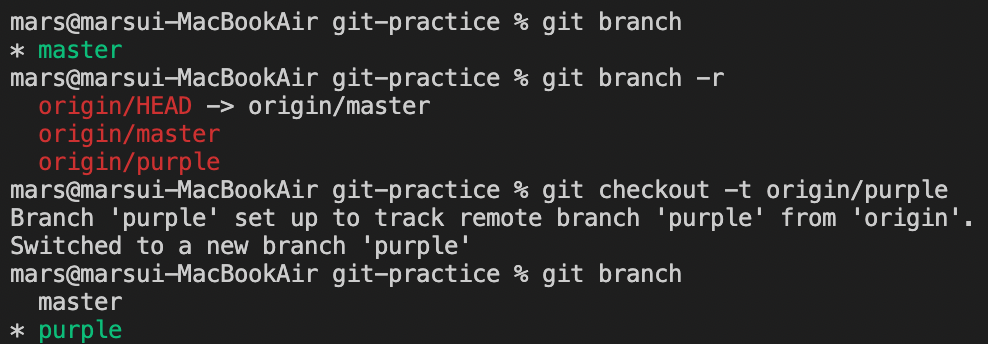 mars@marsui-MacBookAir git-practice % git branch
* master
mars@marsui-MacBookAir git-practice % git branch -r
  origin/HEAD -> origin/master
  origin/master
  origin/purple
mars@marsui-MacBookAir git-practice % git checkout -t origin/purple
Branch 'purple' set up to track remote branch 'purple' from 'origin'.
Switched to a new branch 'purple'
mars@marsui-MacBookAir git-practice % git branch
  master
* purple